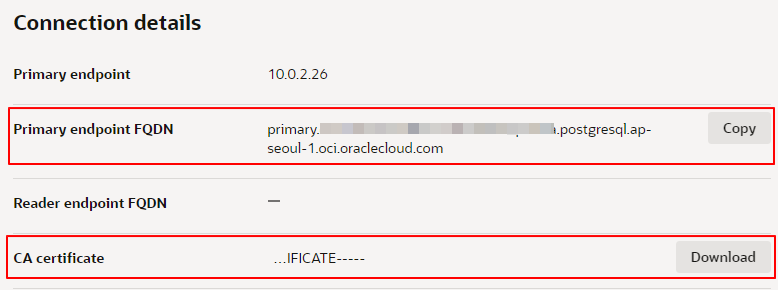 Connection details
Primary endpoint 10.0.2.26
Primary endpoint FQDN primary. .postgresql.ap- Copy
seoul-1.oci.oraclecloud.com
Reader endpoint FQDN —
CA certificate ...IFICATE----- Download